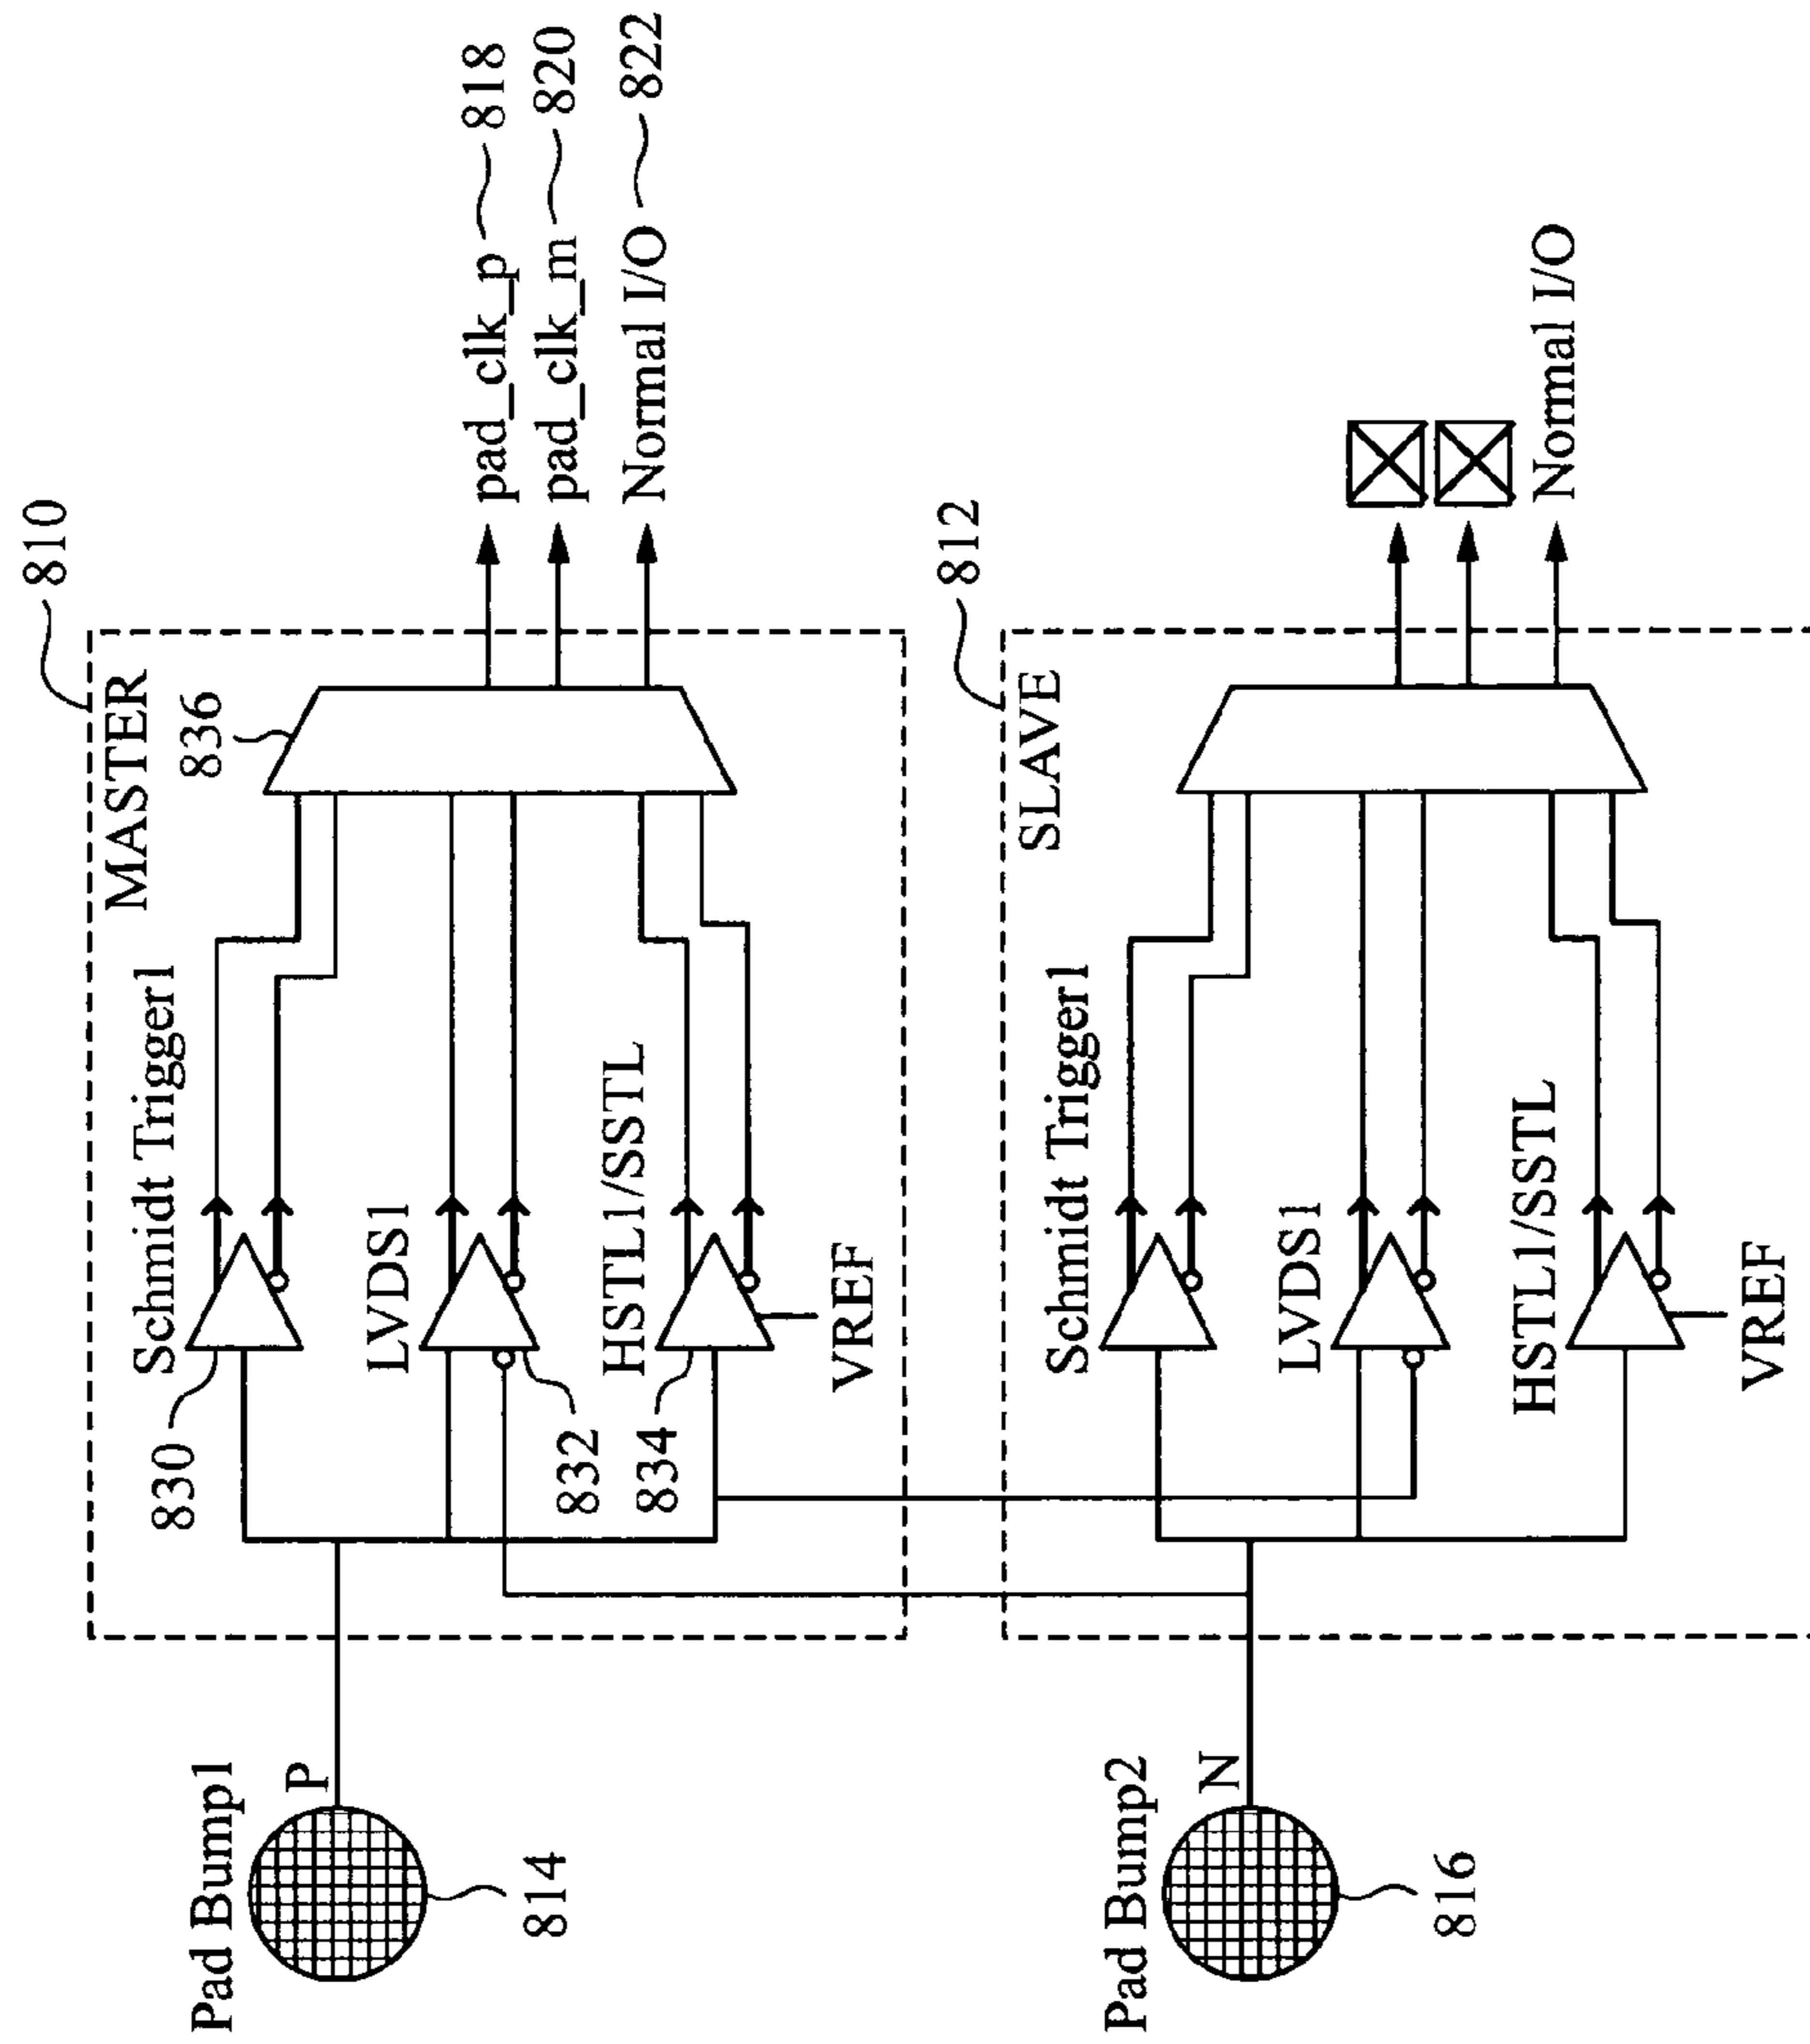 810
MASTER
836
Schmidt Trigger1
830
LVDS1
832
HSTL1/SSTL
834
VREF
Pad Bump1
P
814
pad_clk_p 818
pad_clk_m 820
Normal I/O 822
812
SLAVE
Schmidt Trigger1
LVDS1
HSTL1/SSTL
VREF
Pad Bump2
N
816
Normal I/O